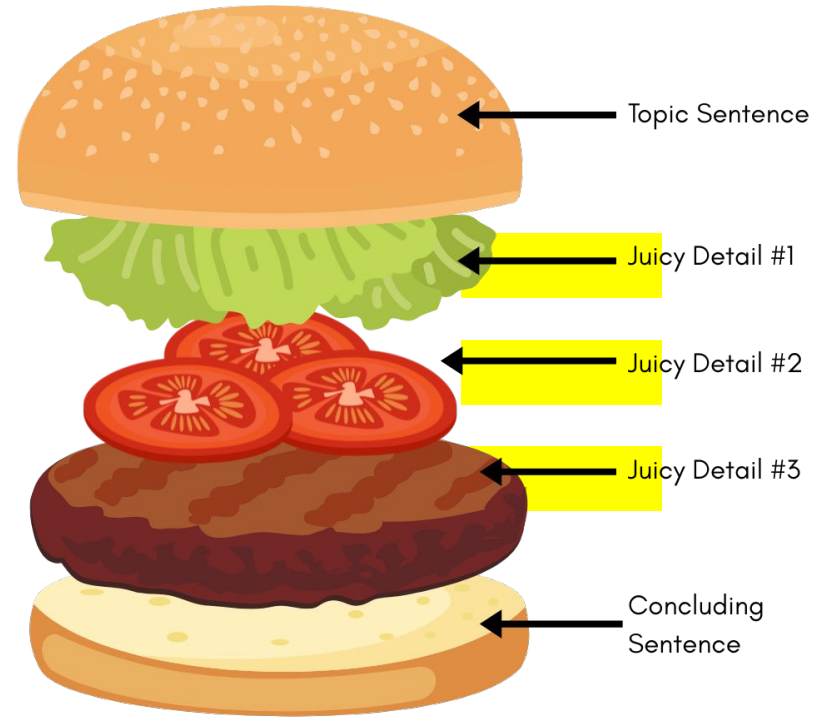 Topic Sentence
Juicy Detail #1
Juicy Detail #2
Juicy Detail #3
Concluding
Sentence